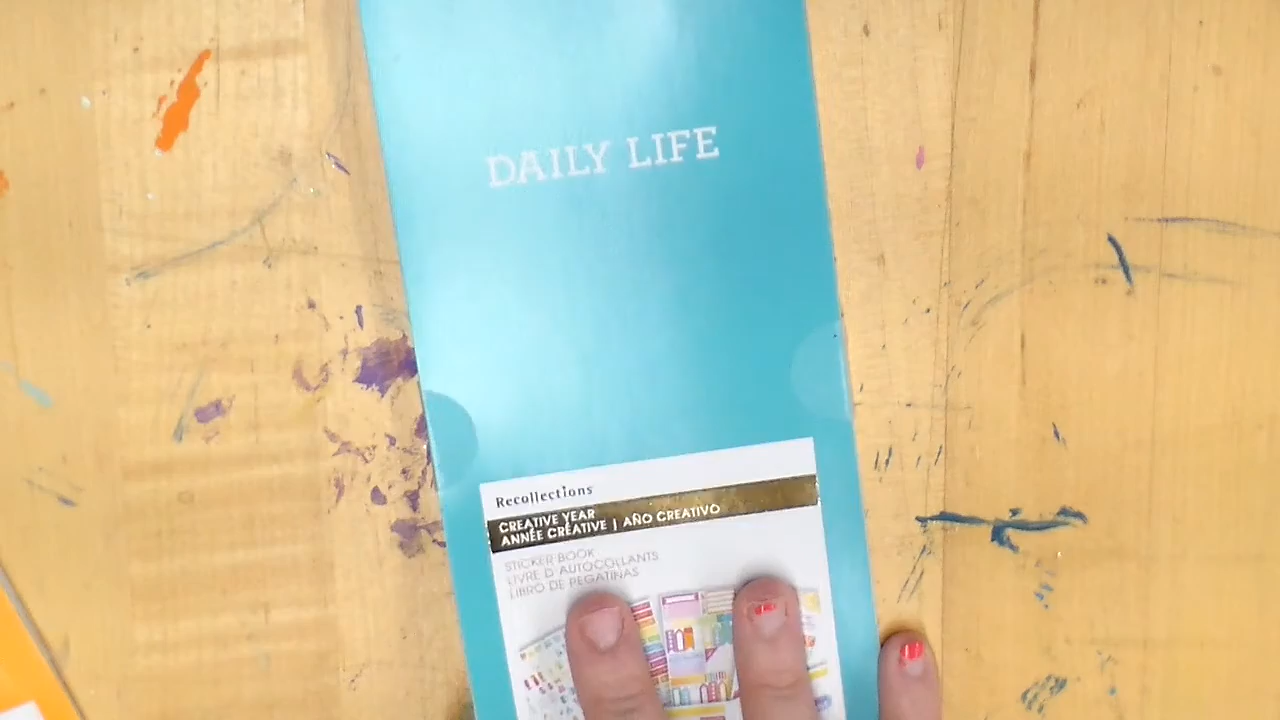 DAILY LIFE
Recollections
CREATIVE YEAR
ANNÉE CRÉATIVE | AÑO CREATIVO
STICKER BOOK
LIVRE D'AUTOCOLLANTS
LIBRO DE PEGATINAS